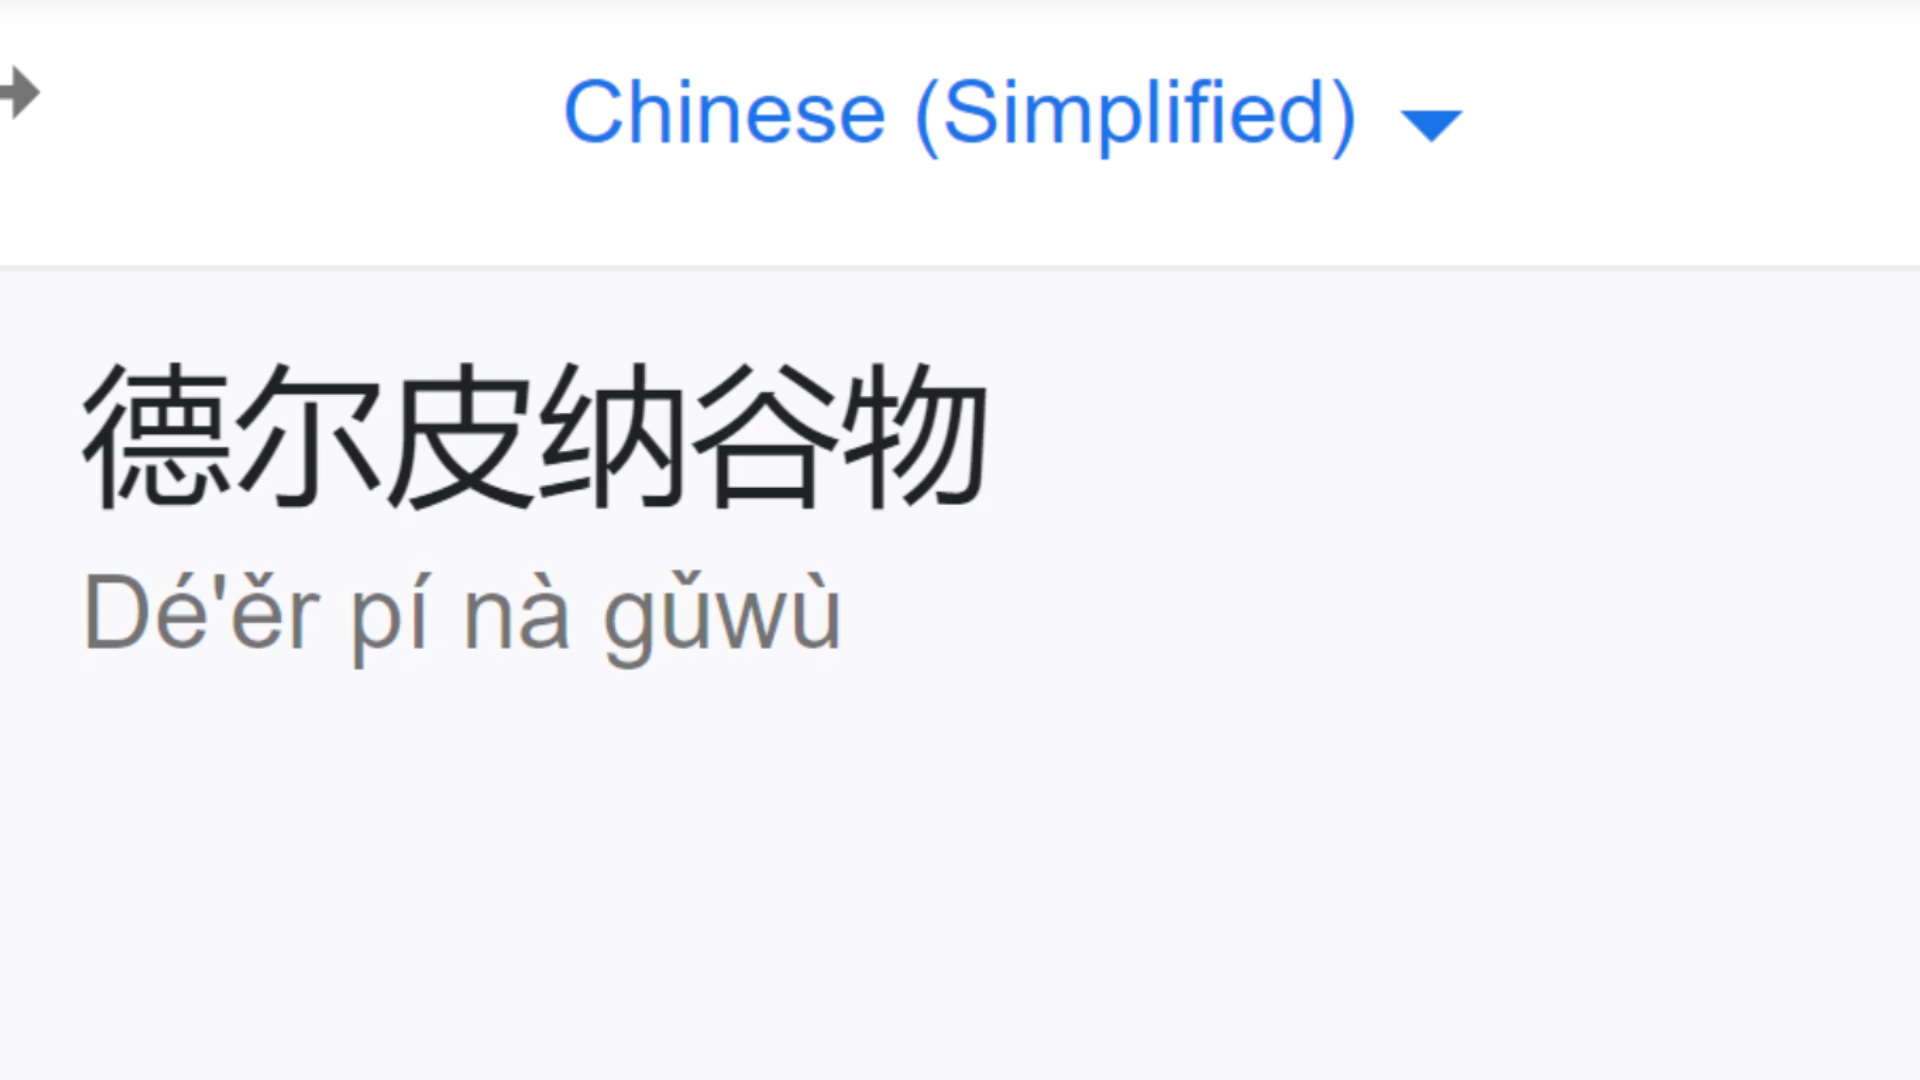 Chinese (Simplified)
德尔皮纳谷物
Dé'ěr pí nà gǔwù